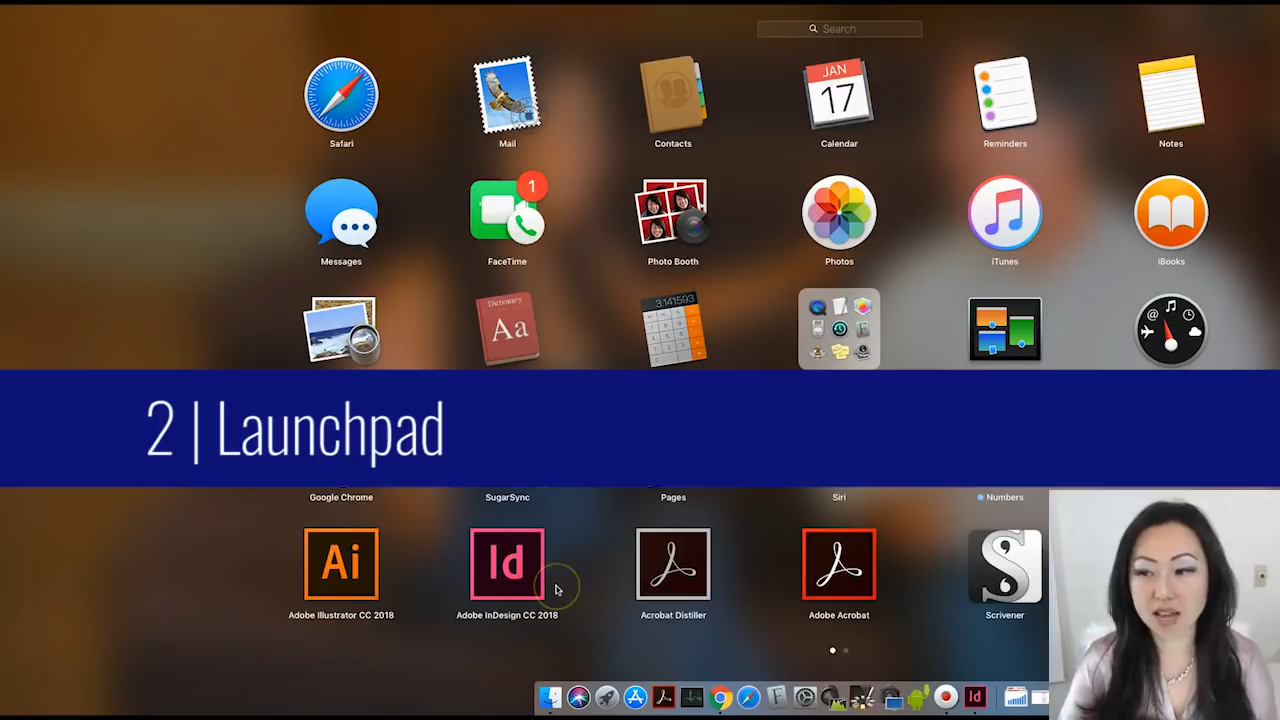 Search
Safari
Mail
Contacts
JAN
17
Calendar
Reminders
Notes
Messages
1
FaceTime
Photo Booth
Photos
iTunes
iBooks
Dictionary
Aa
3.141593
@
2 | Launchpad
Google Chrome
SugarSync
Pages
Siri
Numbers
Ai
Adobe Illustrator CC 2018
Id
Adobe InDesign CC 2018
Acrobat Distiller
Adobe Acrobat
S
Scrivener
Id